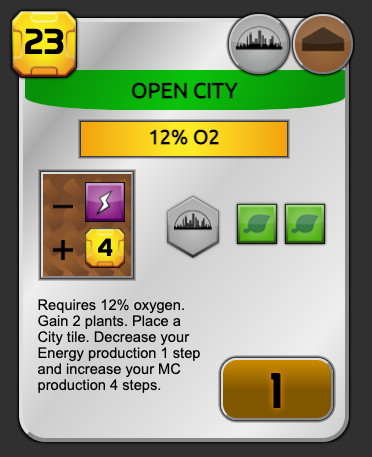 23
OPEN CITY
12% O2
−
+ 4
Requires 12% oxygen.
Gain 2 plants. Place a
City tile. Decrease your
Energy production 1 step
and increase your MC
production 4 steps.
1